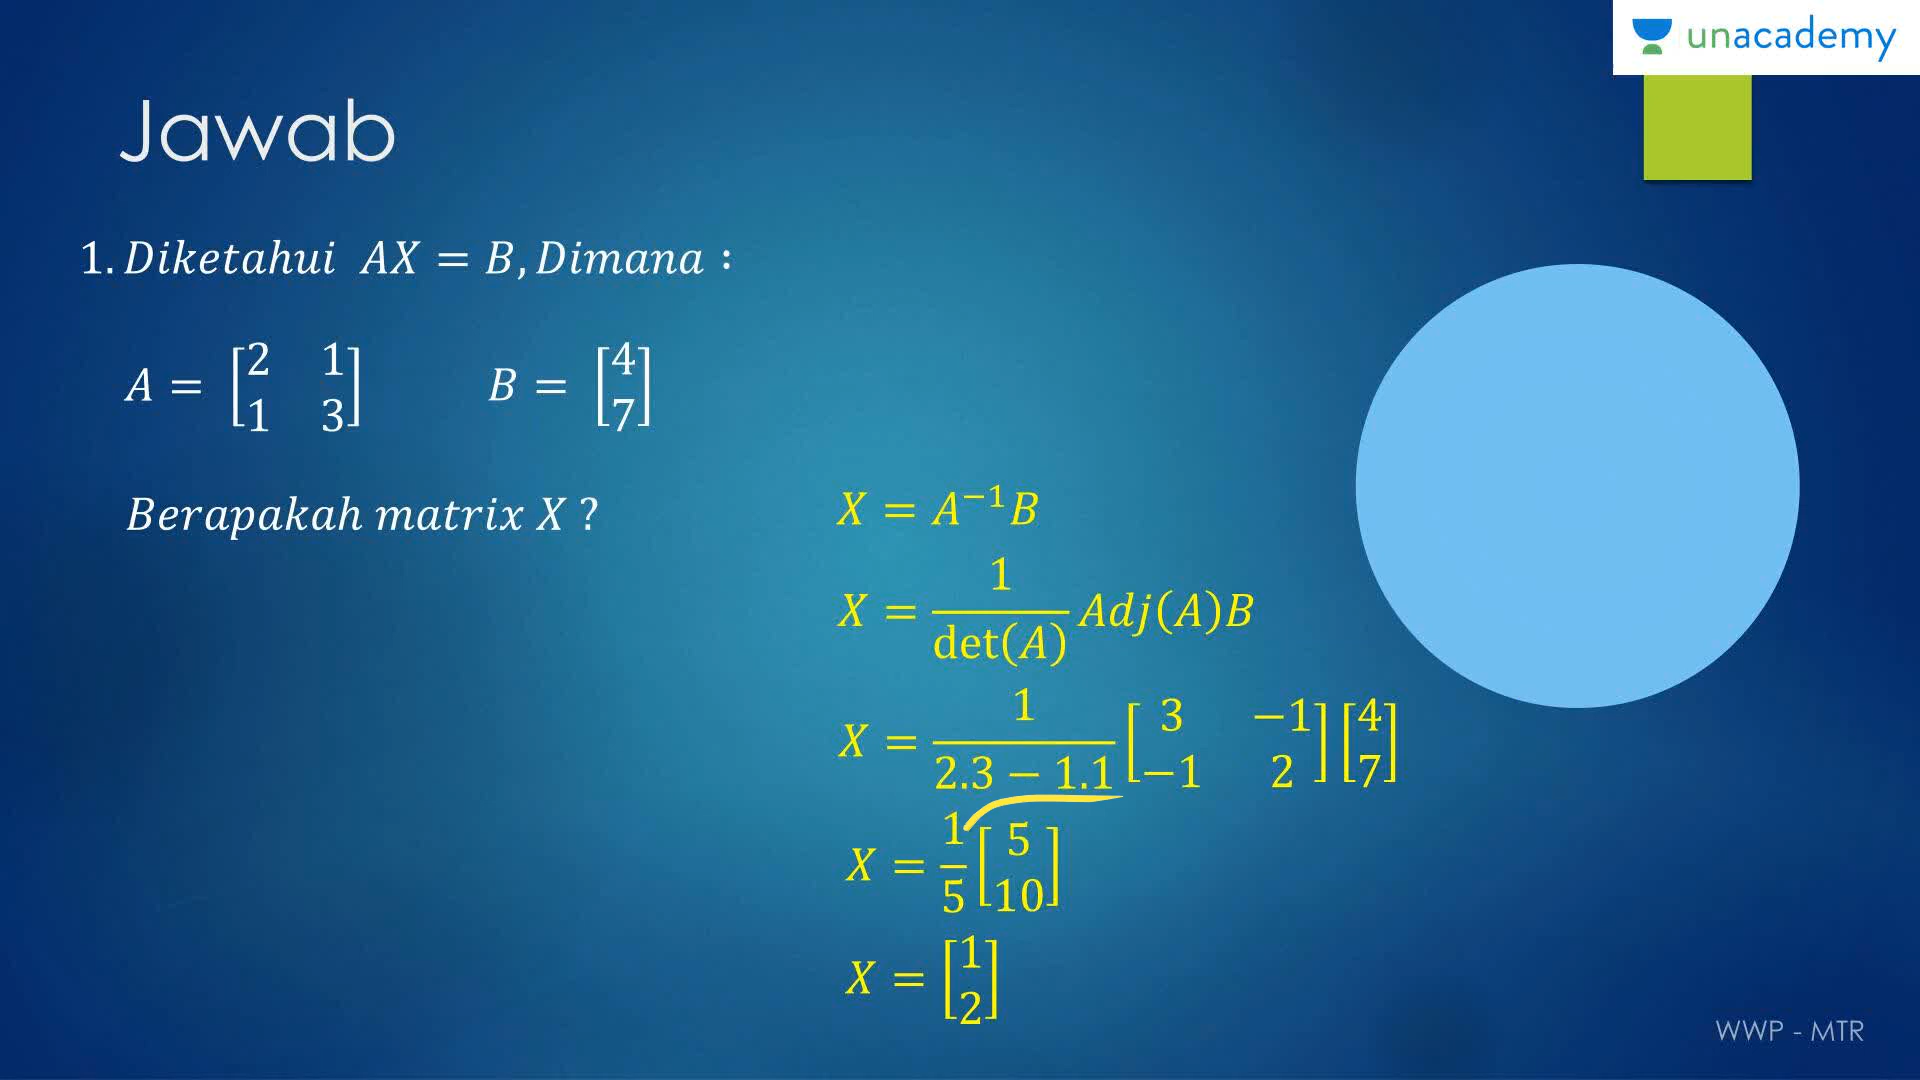 unacademy
Jawab
1. Diketahui AX = B, Dimana :
A = [2 1; 1 3] B = [4; 7]
Berapakah matrix X ?
X = A⁻¹B
X = 1/det(A) Adj(A)B
X = 1/(2.3 − 1.1) [3 −1; −1 2] [4; 7]
X = 1/5 [5; 10]
X = [1; 2]
WWP - MTR